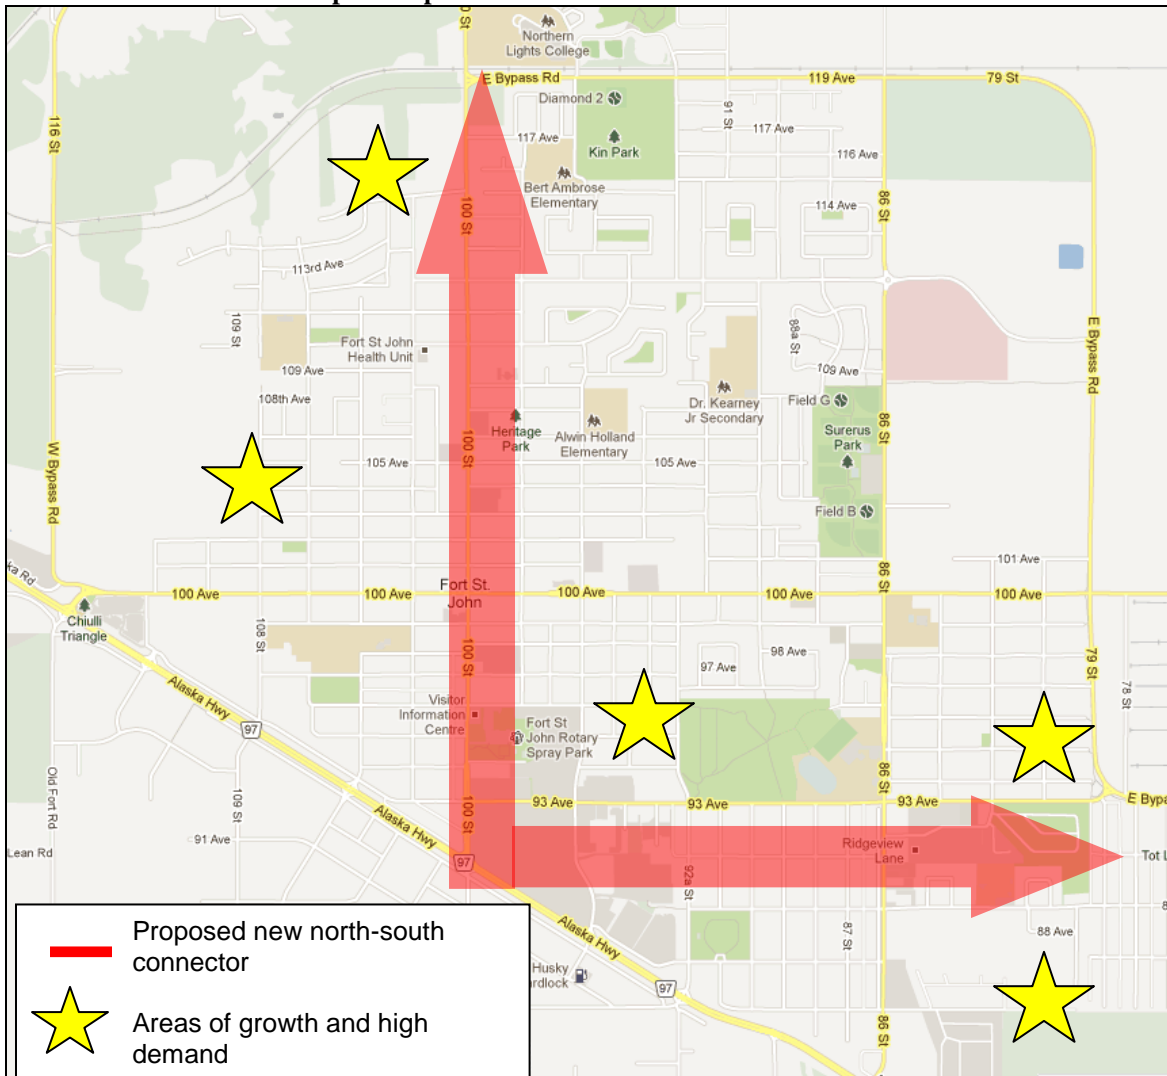 0 St
Northern
Lights College
E Bypass Rd
119 Ave
79 St
Diamond 2
91 St
116 St
117 Ave
117 Ave
Kin Park
116 Ave
Bert Ambrose
Elementary
100 St
86 St
114 Ave
113rd Ave
109 St
Fort St John
Health Unit
88a St
E Bypass Rd
109 Ave
109 Ave
108th Ave
Dr. Kearney
Jr Secondary
Field G
Heritage
Park
Alwin Holland
Elementary
86 St
Surerus
Park
100 St
105 Ave
105 Ave
W Bypass Rd
Field B
101 Ave
ka Rd
86 St
100 Ave
100 Ave
Fort St.
John
100 Ave
100 Ave
100 Ave
Chiulli
Triangle
108 St
100 St
98 Ave
97 Ave
79 St
78 St
Alaska Hwy
97
Visitor
Information
Centre
Fort St
John Rotary
Spray Park
86 St
Old Fort Rd
109 St
100 St
93 Ave
93 Ave
93 Ave
E Bypa
Alaska Hwy
91 Ave
Lean Rd
97
Ridgeview
Lane
Tot L
92a St
8
Alaska Hwy
87 St
88 Ave
Husky
rdlock
97
86 St
Proposed new north-south
connector
Areas of growth and high
demand